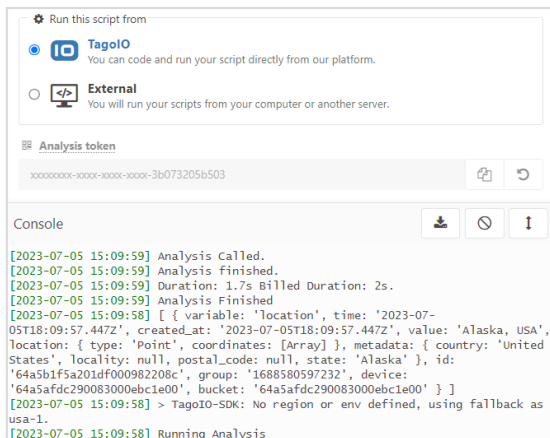 Run this script from
IO
TagoIO
You can code and run your script directly from our platform.
</>
External
You will run your scripts from your computer or another server.
Analysis token
xxxxxxxx-xxxx-xxxx-xxxx-3b073205b503
Console
[2023-07-05 15:09:59] Analysis Called.
[2023-07-05 15:09:59] Analysis finished.
[2023-07-05 15:09:59] Duration: 1.7s Billed Duration: 2s.
[2023-07-05 15:09:59] Analysis Finished
[2023-07-05 15:09:58] [ { variable: 'location', time: '2023-07-
05T18:09:57.447Z', created_at: '2023-07-05T18:09:57.447Z', value: 'Alaska, USA',
location: { type: 'Point', coordinates: [Array] }, metadata: { country: 'United
States', locality: null, postal_code: null, state: 'Alaska' }, id:
'64a5b1f5a201df000982208c', group: '1688580597232', device:
'64a5afdc290083000ebc1e00', bucket: '64a5afdc290083000ebc1e00' } ]
[2023-07-05 15:09:58] > TagoIO-SDK: No region or env defined, using fallback as
usa-1.
[2023-07-05 15:09:58] Running Analysis